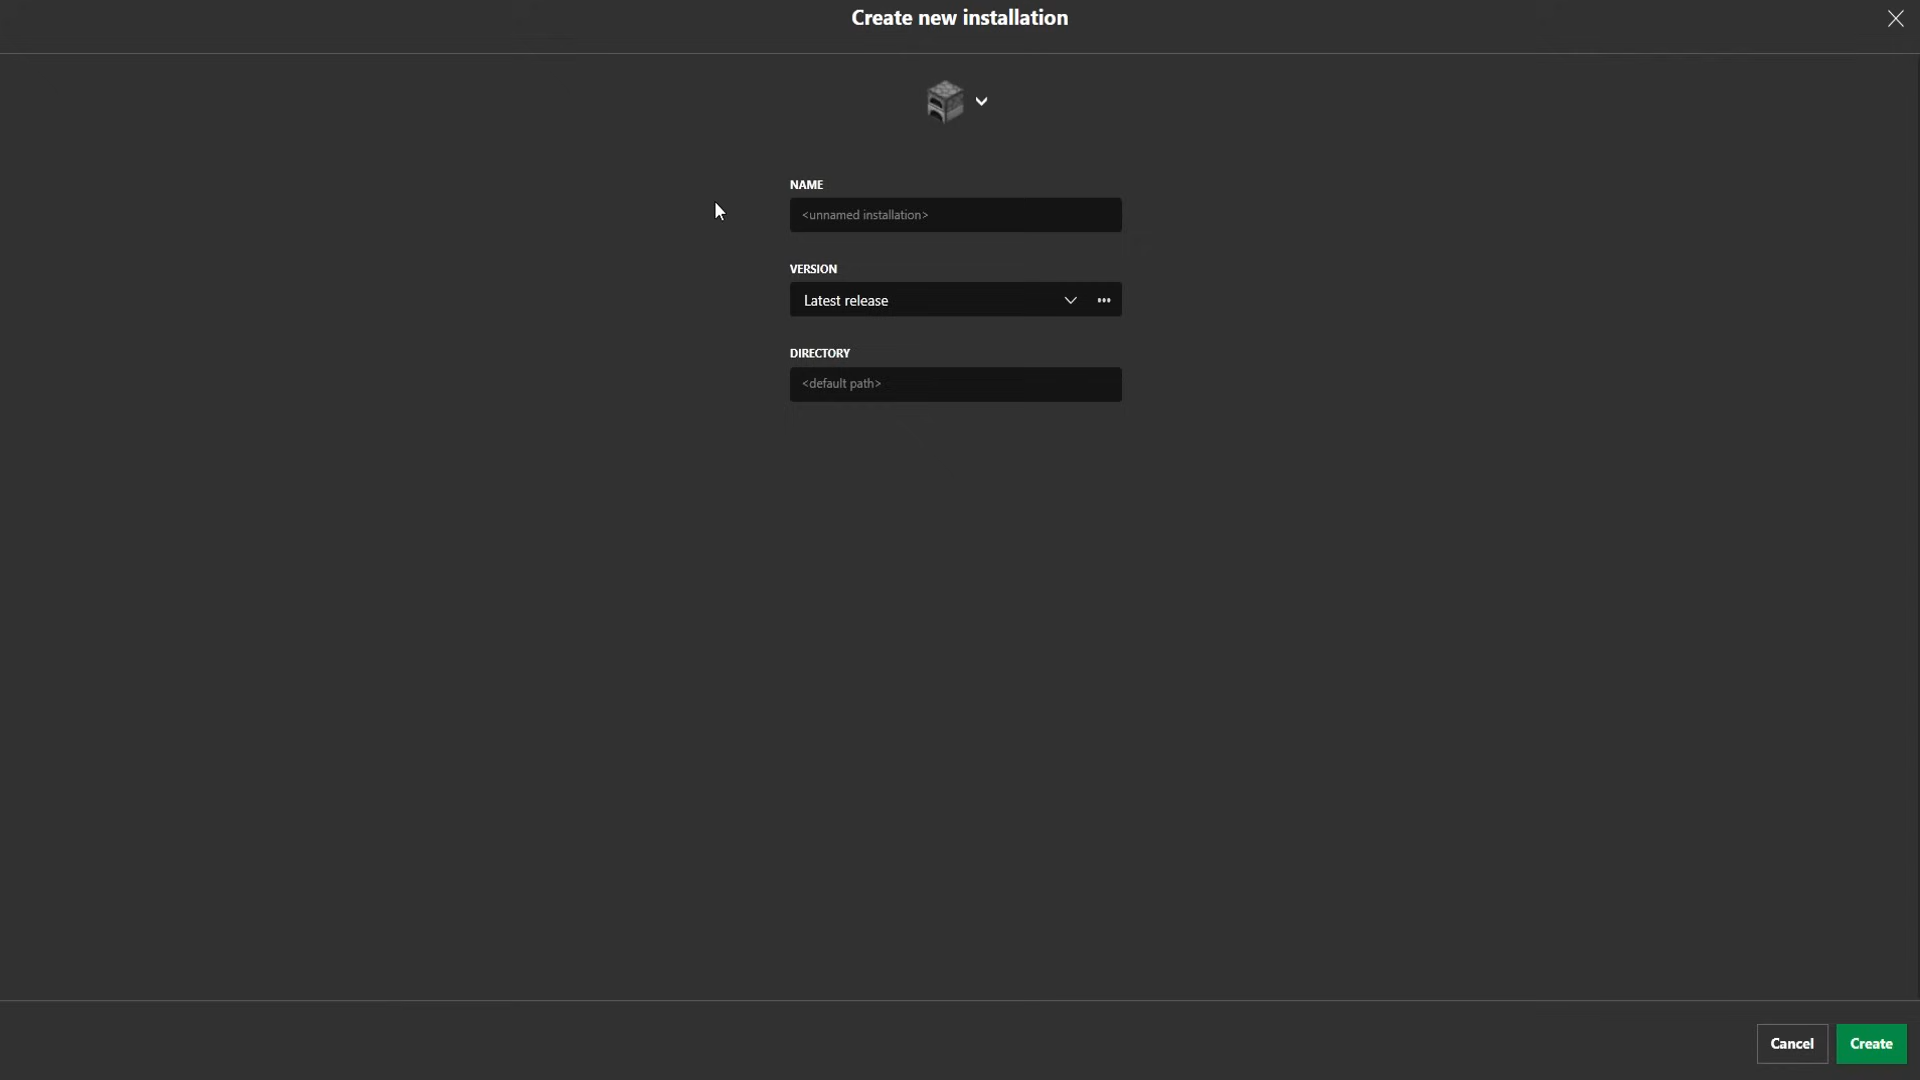 Create new installation
NAME
<unnamed installation>
VERSION
Latest release
DIRECTORY
<default path>
Cancel
Create